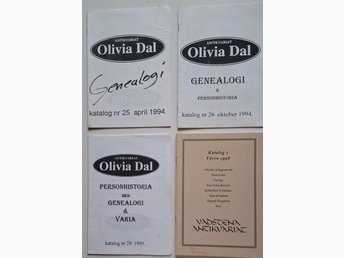 ANTIKVARIAT
Olivia Dal
Genealogi
katalog nr 25 april 1994
ANTIKVARIAT
Olivia Dal
GENEALOGI
&
PERSONHISTORIA
katalog nr 26 oktober 1994
ANTIKVARIAT
Olivia Dal
PERSONHISTORIA
MED
GENEALOGI
&
VARIA
katalog nr 29 1995.
Katalog 2
Våren 1998
VADSTENA
ANTIKVARIAT